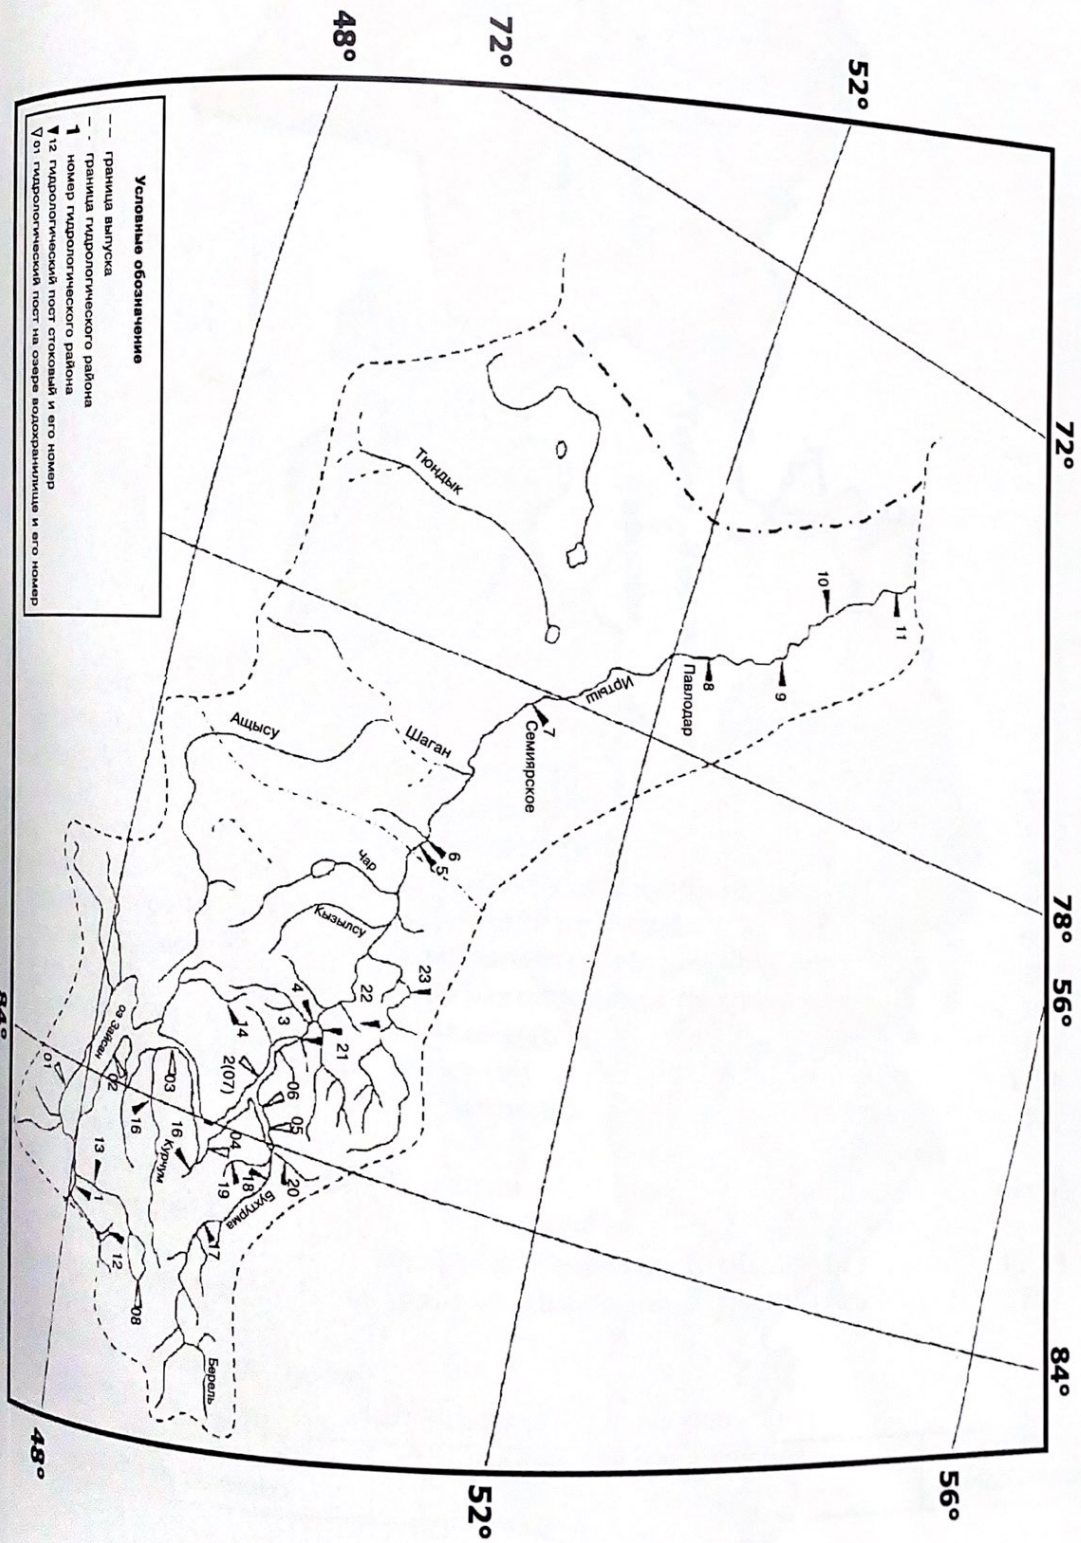 48°
72°
52°
72°
78°
56°
84°
56°
52°
48°
84°
Условные обозначение
граница выпуска
граница гидрологического района
1 номер гидрологического района
12 гидрологический пост стоковый и его номер
01 гидрологический пост на озере водохранилище и его номер
11
10
9
8
Павлодар
Иртыш
7
Семиярское
Тюндык
Шаган
Ащысу
6
5
Чар
Кызылсу
23
22
4
3
21
14
2(07)
06
05
04
03
02
01
оз Зайсан
16
16
Курчум
18
19
20
Бухтурма
17
13
1
12
08
Берель